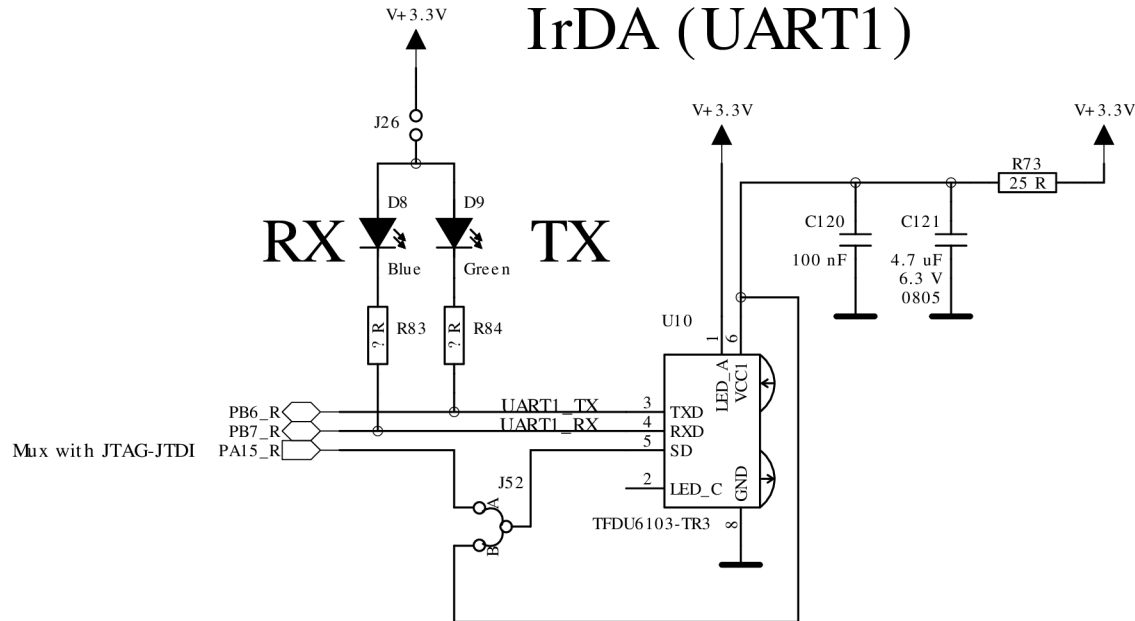 IrDA (UART1)
V+3.3V
V+3.3V
V+3.3V
J26
R73
25 R
D8
D9
RX
TX
Blue
Green
C120
100 nF
C121
4.7 uF
6.3 V
0805
? R
R83
? R
R84
U10
1
6
LED_A
VCC1
PB6_R
UART1_TX
3
TXD
PB7_R
UART1_RX
4
RXD
Mux with JTAG-JTDI
PA15_R
5
SD
J52
A
B
2
LED_C
GND
8
TFDU6103-TR3